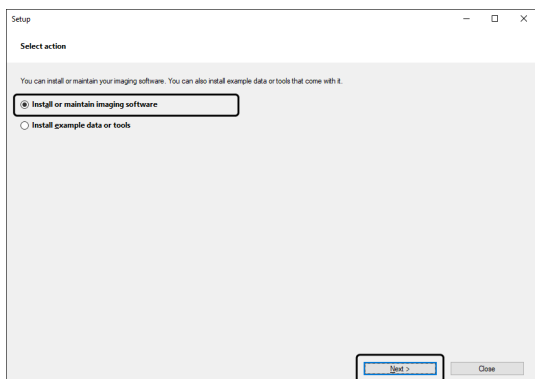 Setup
Select action
You can install or maintain your imaging software. You can also install example data or tools that come with it.
Install or maintain imaging software
Install example data or tools
Next >
Close